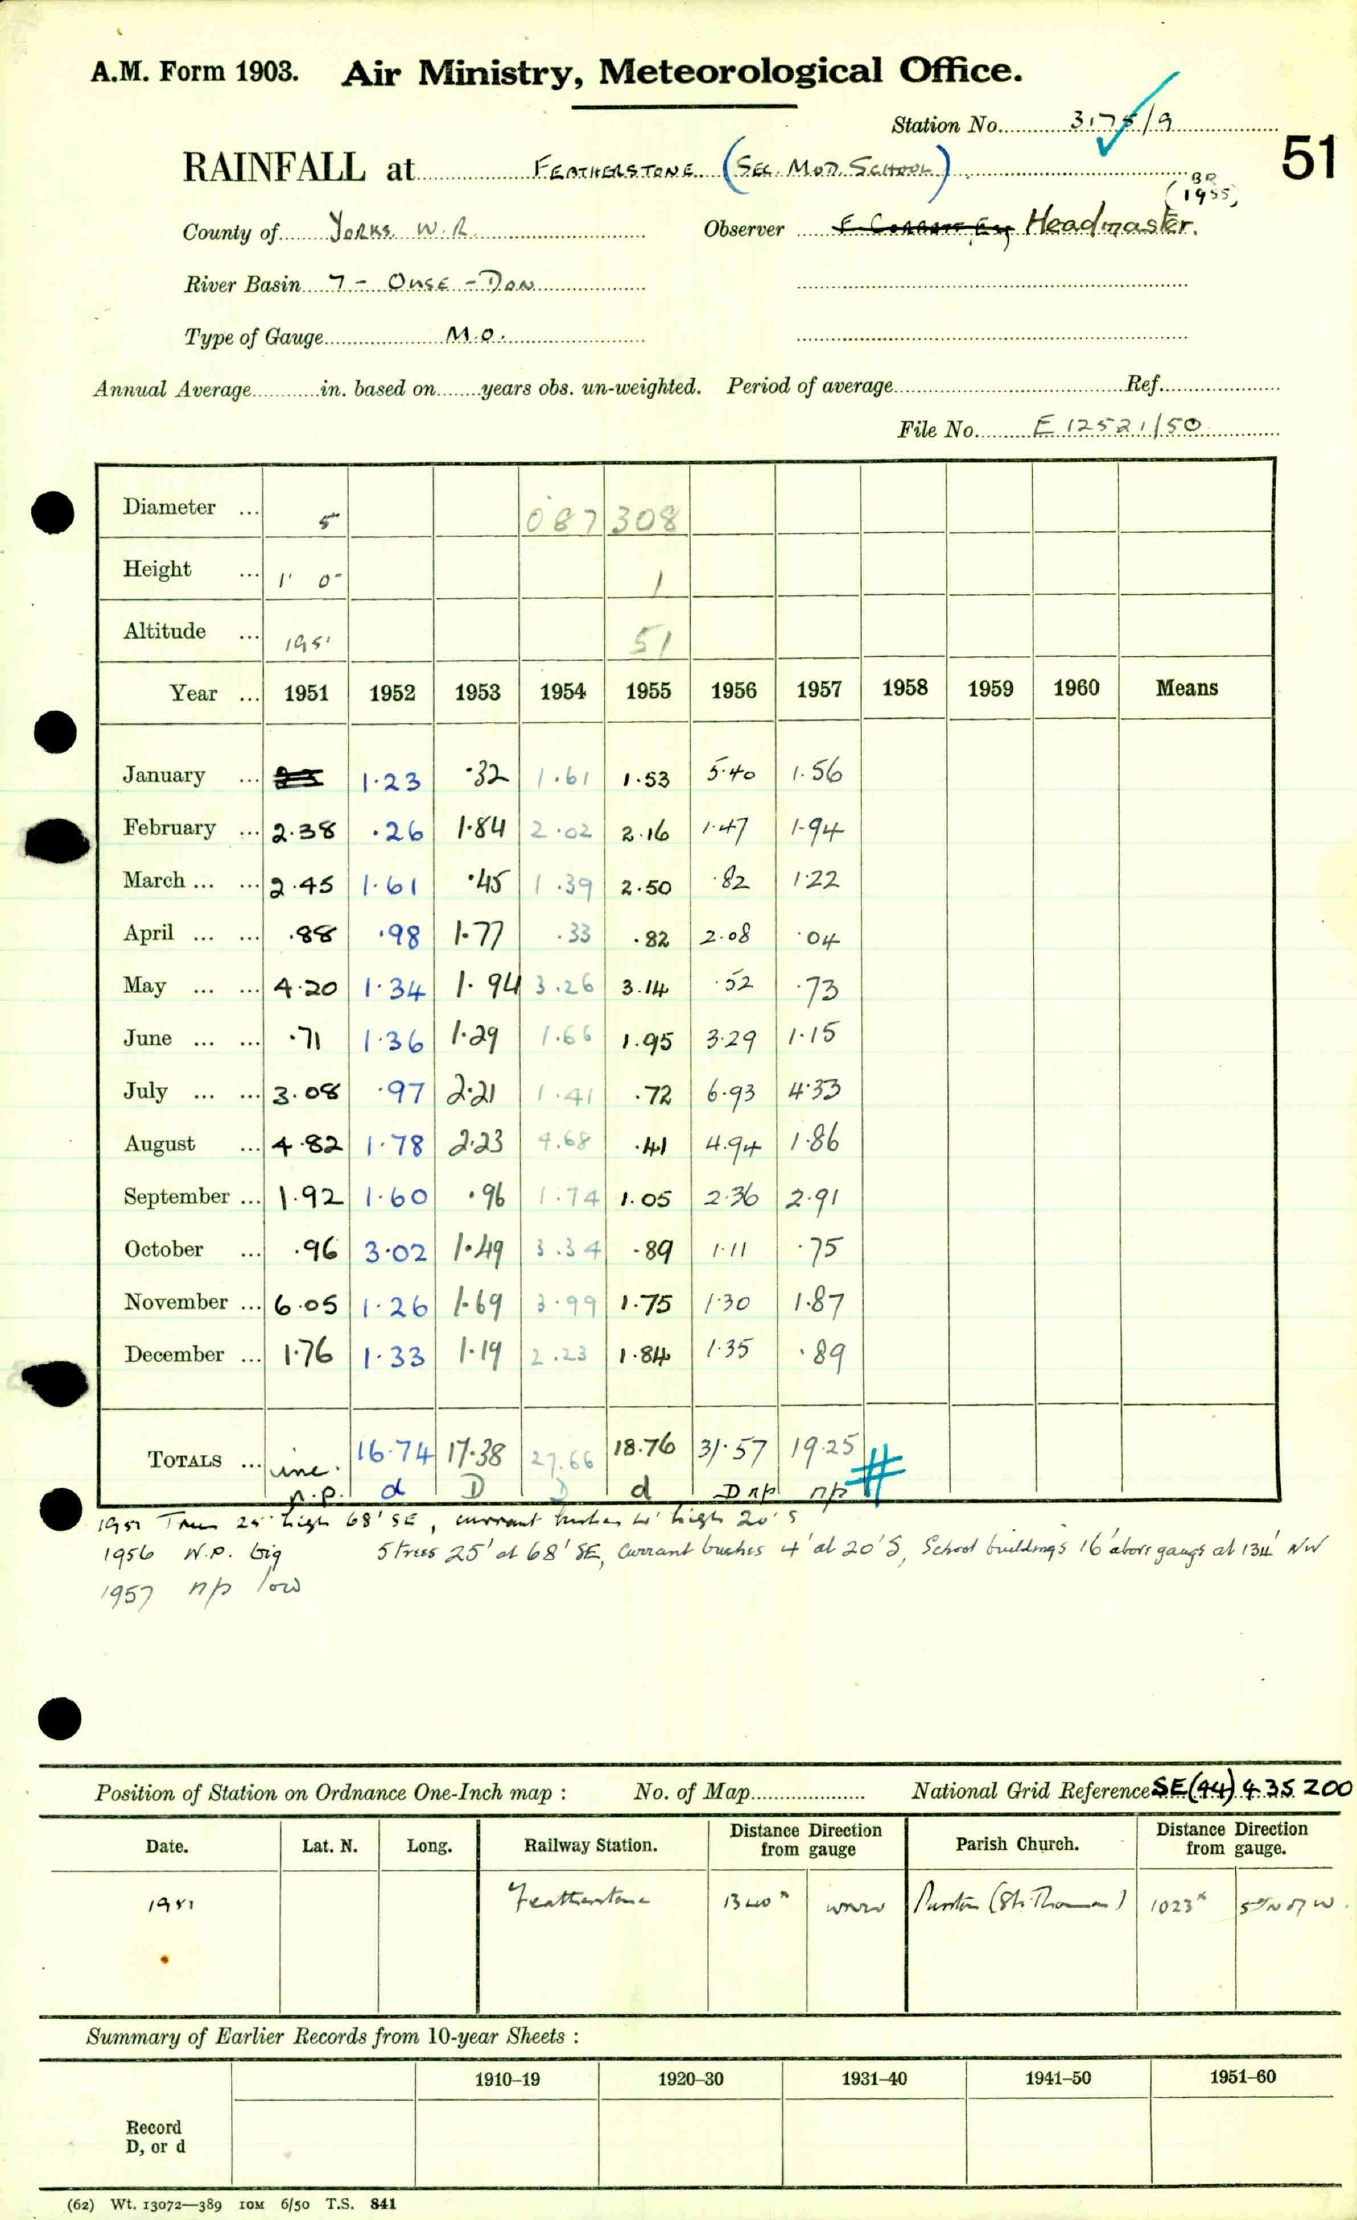 A.M. Form 1903. Air Ministry, Meteorological Office.
Station No. 3175/9
51
RAINFALL at FEATHERSTONE (SEC. MOD. SCHOOL)
BR (1955)
County of YORKS. W.R. Observer Headmaster.
River Basin 7 - OUSE - DON
Type of Gauge M.O.
Annual Average in. based on years obs. un-weighted. Period of average Ref.
File No. E 12521/50
Diameter ... 5 087 308
Height ... 1' 0" 1
Altitude ... 195' 51
Year ... 1951 1952 1953 1954 1955 1956 1957 1958 1959 1960 Means
January ... 1.23 .32 1.61 1.53 5.40 1.56
February ... 2.38 .26 1.84 2.02 2.16 1.47 1.94
March ... ... 2.45 1.61 .45 1.39 2.50 .82 1.22
April ... ... .88 .98 1.77 .33 .82 2.08 .04
May ... ... 4.20 1.34 1.94 3.26 3.14 .52 .73
June ... ... .71 1.36 1.29 1.66 1.95 3.29 1.15
July ... ... 3.08 .97 2.21 1.41 .72 6.93 4.33
August ... 4.82 1.78 2.23 4.68 .41 4.94 1.86
September ... 1.92 1.60 .96 1.74 1.05 2.36 2.91
October ... .96 3.02 1.49 3.34 .89 1.11 .75
November ... 6.05 1.26 1.69 3.99 1.75 1.30 1.87
December ... 1.76 1.33 1.19 2.23 1.84 1.35 .89
TOTALS ... inc. 16.74 17.38 27.66 18.76 31.57 19.25 #
n.p. d D D d D np np
1951 Trees 25' high 68' SE, currant bushes 4' high 20' S
1956 N.P. big 5 trees 25' at 68' SE, Currant bushes 4' at 20' S, School buildings 16' above gauge at 134' NW
1957 np low
Position of Station on Ordnance One-Inch map : No. of Map National Grid Reference SE(44) 435 200
Date. Lat. N. Long. Railway Station. Distance Direction from gauge Parish Church. Distance Direction from gauge.
1951 Featherstone 1340ˣ WNW Purston (St. Thomas) 1023ˣ 5° N of W.
Summary of Earlier Records from 10-year Sheets :
1910–19 1920–30 1931–40 1941–50 1951–60
Record
D, or d
(62) Wt. 13072—389 10M 6/50 T.S. 841